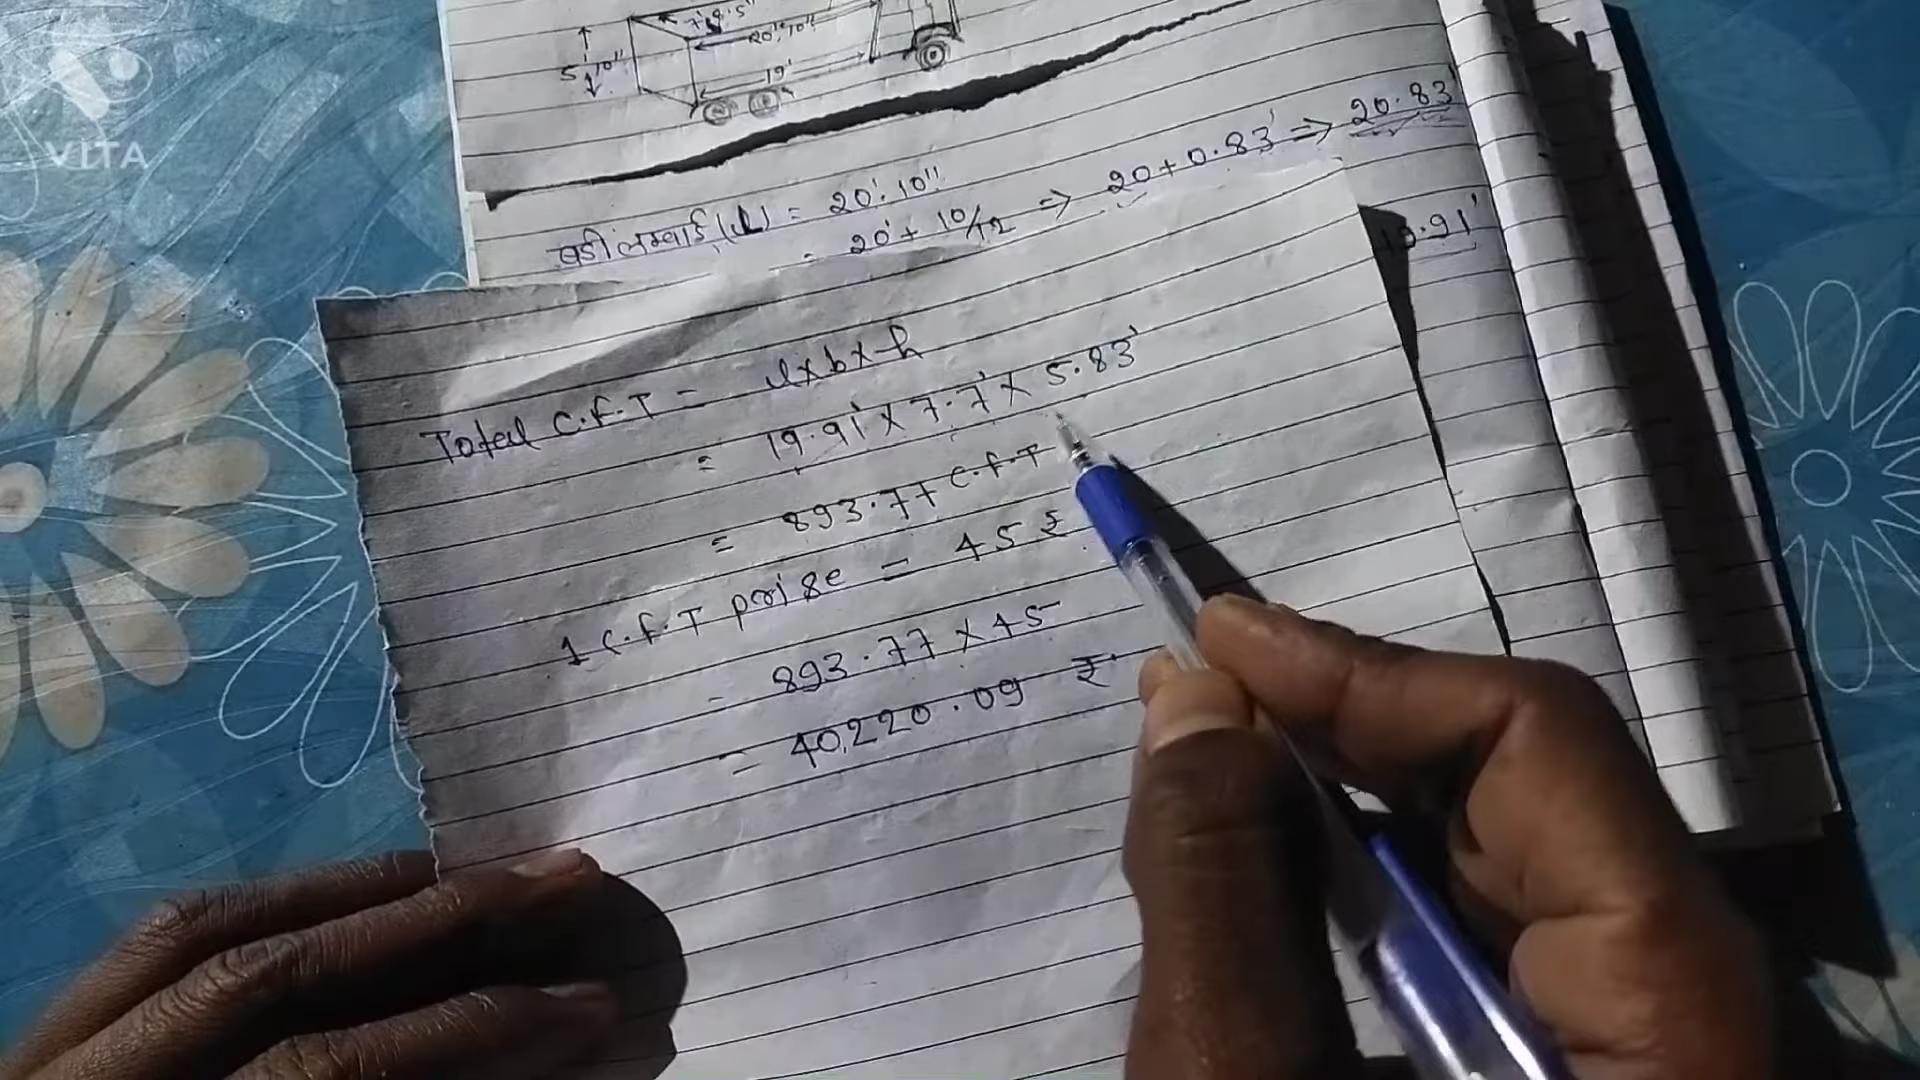 VITA
7'8.5"
20'.10"
5'10"
19'
बडी लम्बाई (L) = 20'.10"
= 20' + 10/12 => 20 + 0.83' => 20.83'
19.91'
Total C.F.T = l x b x h
= 19.91' x 7.7' x 5.83'
= 893.77 C.F.T
1 C.F.T prize = 45 ₹
= 893.77 x 45
= 40,220.09 ₹